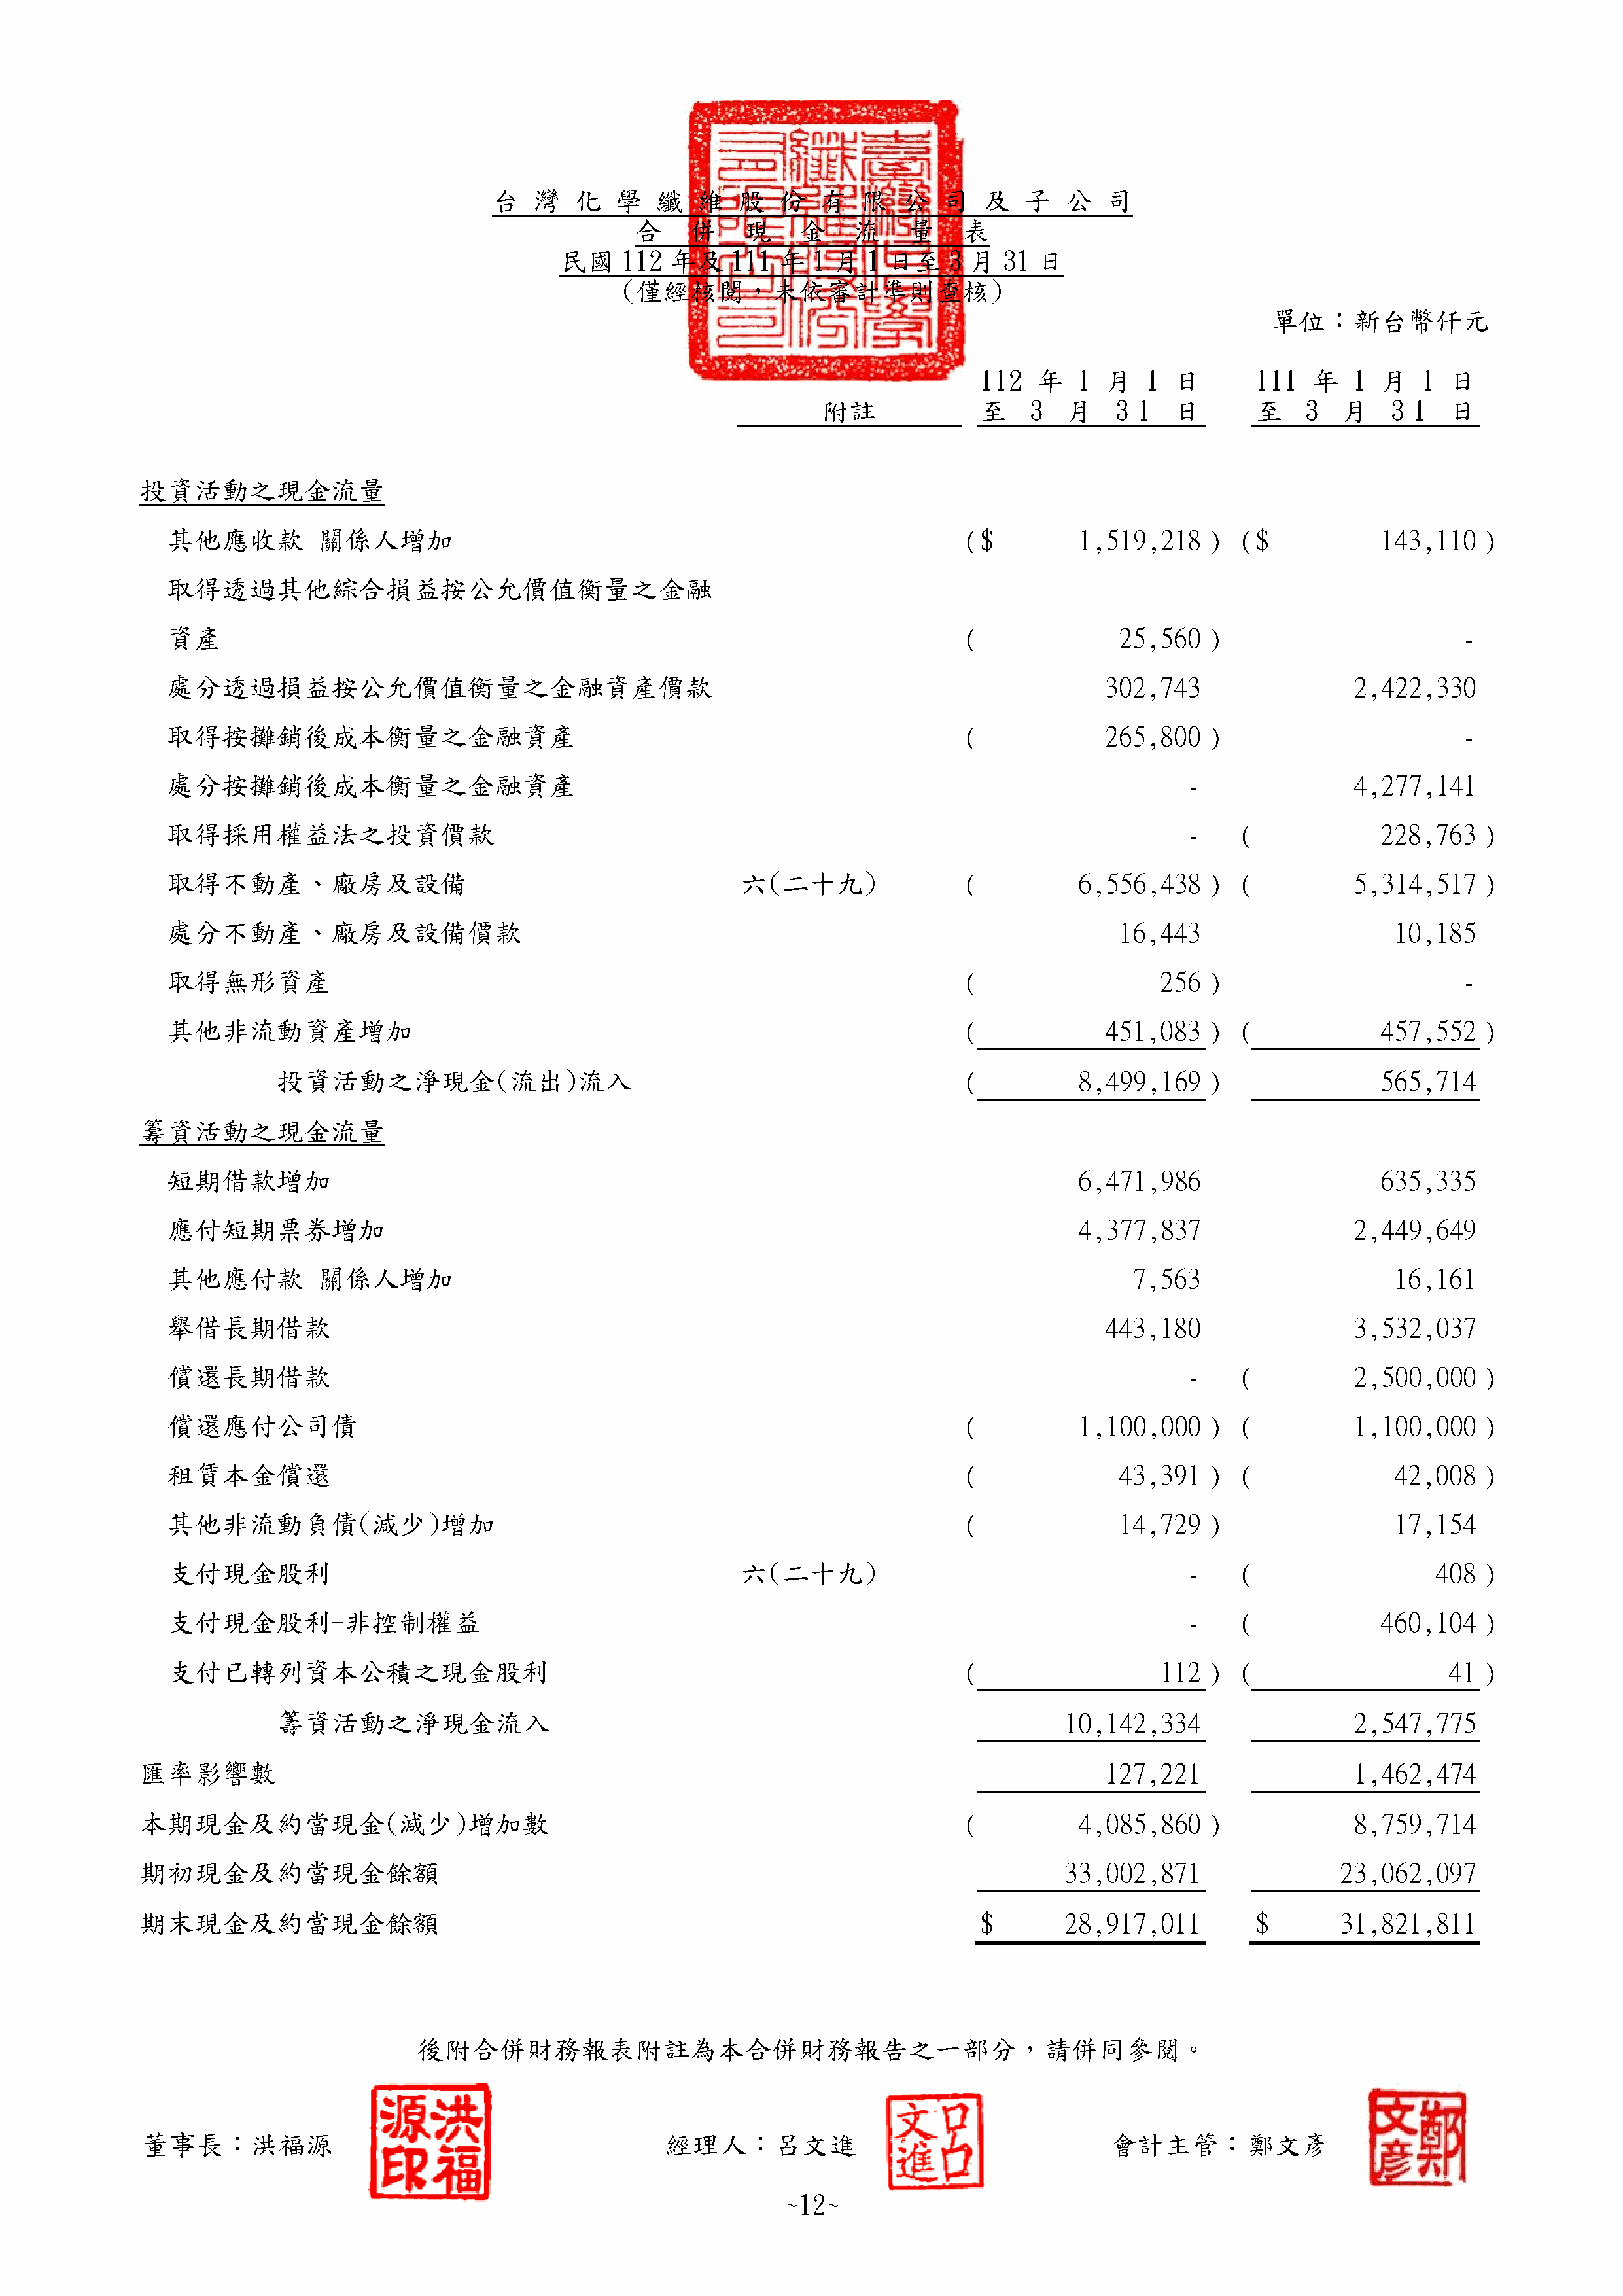 台灣化學纖維股份有限公司及子公司
合併現金流量表
民國112年及111年1月1日至3月31日
(僅經核閱，未依審計準則查核)
單位：新台幣仟元
112 年 1 月 1 日 111 年 1 月 1 日
附註 至 3 月 31 日 至 3 月 31 日
投資活動之現金流量
其他應收款-關係人增加 ($ 1,519,218 ) ($ 143,110 )
取得透過其他綜合損益按公允價值衡量之金融
資產 ( 25,560 ) -
處分透過損益按公允價值衡量之金融資產價款 302,743 2,422,330
取得按攤銷後成本衡量之金融資產 ( 265,800 ) -
處分按攤銷後成本衡量之金融資產 - 4,277,141
取得採用權益法之投資價款 - ( 228,763 )
取得不動產、廠房及設備 六(二十九) ( 6,556,438 ) ( 5,314,517 )
處分不動產、廠房及設備價款 16,443 10,185
取得無形資產 ( 256 ) -
其他非流動資產增加 ( 451,083 ) ( 457,552 )
投資活動之淨現金(流出)流入 ( 8,499,169 ) 565,714
籌資活動之現金流量
短期借款增加 6,471,986 635,335
應付短期票券增加 4,377,837 2,449,649
其他應付款-關係人增加 7,563 16,161
舉借長期借款 443,180 3,532,037
償還長期借款 - ( 2,500,000 )
償還應付公司債 ( 1,100,000 ) ( 1,100,000 )
租賃本金償還 ( 43,391 ) ( 42,008 )
其他非流動負債(減少)增加 ( 14,729 ) 17,154
支付現金股利 六(二十九) - ( 408 )
支付現金股利-非控制權益 - ( 460,104 )
支付已轉列資本公積之現金股利 ( 112 ) ( 41 )
籌資活動之淨現金流入 10,142,334 2,547,775
匯率影響數 127,221 1,462,474
本期現金及約當現金(減少)增加數 ( 4,085,860 ) 8,759,714
期初現金及約當現金餘額 33,002,871 23,062,097
期末現金及約當現金餘額 $ 28,917,011 $ 31,821,811
後附合併財務報表附註為本合併財務報告之一部分，請併同參閱。
董事長：洪福源 洪福源印 經理人：呂文進 呂文進 會計主管：鄭文彥 鄭文彥
~12~